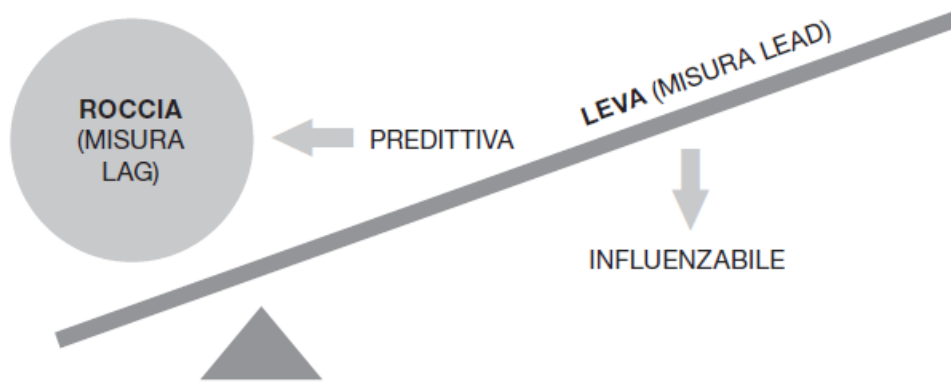 ROCCIA
(MISURA
LAG)
PREDITTIVA
LEVA (MISURA LEAD)
INFLUENZABILE